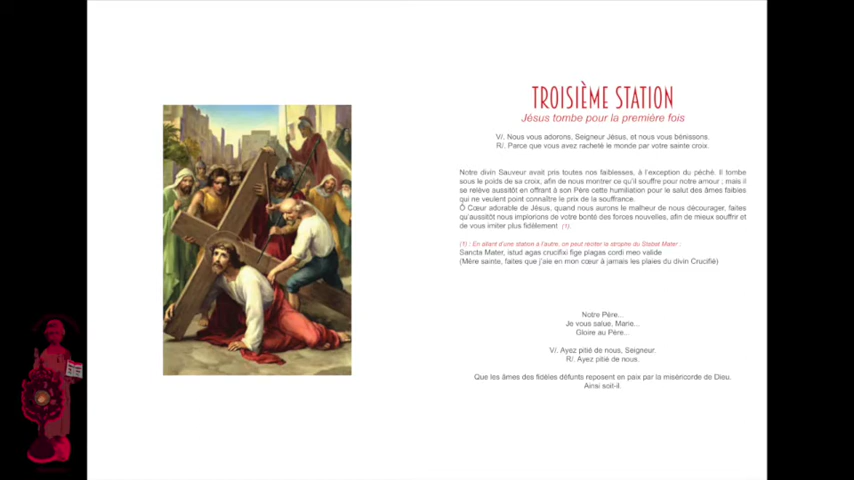 TROISIÈME STATION
Jésus tombe pour la première fois
V/. Nous vous adorons, Seigneur Jésus, et nous vous bénissons.
R/. Parce que vous avez racheté le monde par votre sainte croix.
Notre divin Sauveur avait pris toutes nos faiblesses, à l'exception du péché. Il tombe
sous le poids de sa croix, afin de nous montrer ce qu'il souffre pour notre amour ; mais il
se relève aussitôt en offrant à son Père cette humiliation pour le salut des âmes faibles
qui ne veulent point connaître le prix de la souffrance.
Ô Cœur adorable de Jésus, quand nous aurons le malheur de nous décourager, faites
qu'aussitôt nous implorions de votre bonté des forces nouvelles, afin de mieux souffrir et
de vous imiter plus fidèlement (1).
(1) : En allant d'une station à l'autre, on peut réciter la strophe du Stabat Mater :
Sancta Mater, istud agas crucifixi fige plagas cordi meo valide
(Mère sainte, faites que j'aie en mon cœur à jamais les plaies du divin Crucifié)
Notre Père...
Je vous salue, Marie...
Gloire au Père...
V/. Ayez pitié de nous, Seigneur.
R/. Ayez pitié de nous.
Que les âmes des fidèles défunts reposent en paix par la miséricorde de Dieu.
Ainsi soit-il.